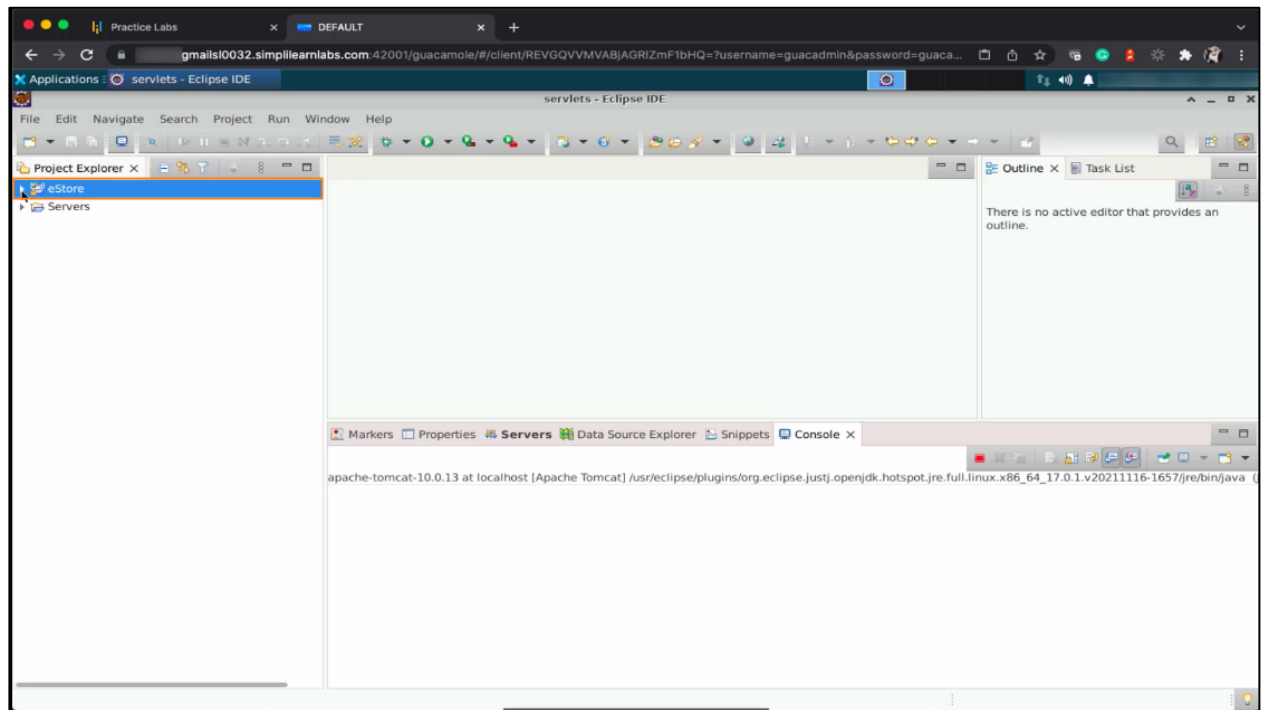 Practice Labs
DEFAULT
gmailsl0032.simplilearnlabs.com:42001/guacamole/#/client/REVGQVVMVABjAGRlZmF1bHQ=?username=guacadmin&password=guaca...
Applications servlets - Eclipse IDE
servlets - Eclipse IDE
File Edit Navigate Search Project Run Window Help
Project Explorer
Outline Task List
eStore
Servers
There is no active editor that provides an
outline.
Markers Properties Servers Data Source Explorer Snippets Console
apache-tomcat-10.0.13 at localhost [Apache Tomcat] /usr/eclipse/plugins/org.eclipse.justj.openjdk.hotspot.jre.full.linux.x86_64_17.0.1.v20211116-1657/jre/bin/java (